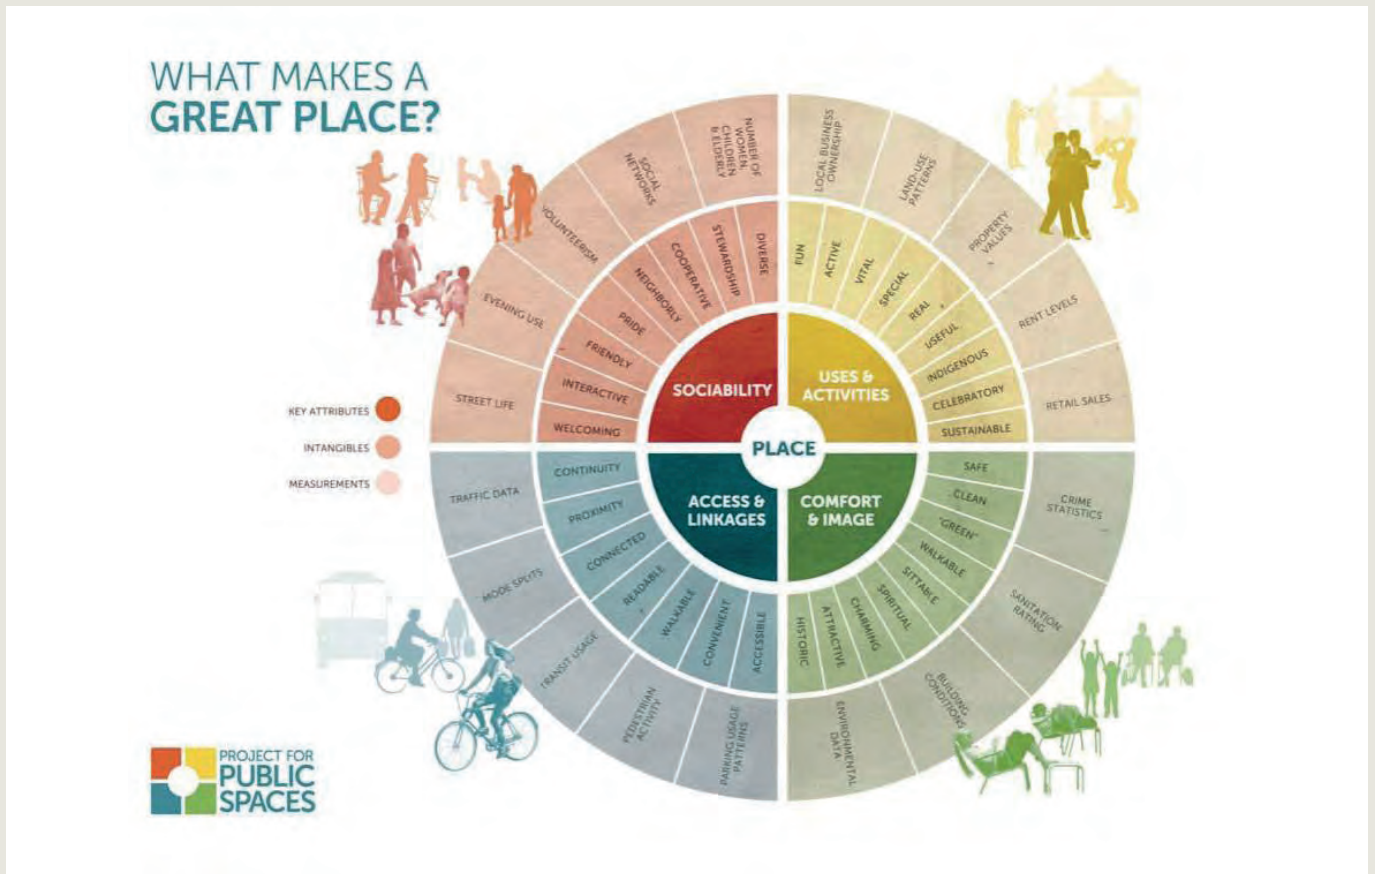 WHAT MAKES A
GREAT PLACE?
NUMBER OF
WOMEN,
CHILDREN
& ELDERLY
SOCIAL
NETWORKS
VOLUNTEERISM
EVENING USE
STREET LIFE
LOCAL BUSINESS
OWNERSHIP
LAND-USE
PATTERNS
PROPERTY
VALUES
RENT LEVELS
RETAIL SALES
DIVERSE
STEWARDSHIP
COOPERATIVE
NEIGHBORLY
PRIDE
FRIENDLY
INTERACTIVE
WELCOMING
FUN
ACTIVE
VITAL
SPECIAL
REAL
USEFUL
INDIGENOUS
CELEBRATORY
SUSTAINABLE
SOCIABILITY
USES &
ACTIVITIES
PLACE
ACCESS &
LINKAGES
COMFORT
& IMAGE
KEY ATTRIBUTES
INTANGIBLES
MEASUREMENTS
CONTINUITY
PROXIMITY
CONNECTED
READABLE
WALKABLE
CONVENIENT
ACCESSIBLE
SAFE
CLEAN
"GREEN"
WALKABLE
SITTABLE
SPIRITUAL
CHARMING
ATTRACTIVE
HISTORIC
TRAFFIC DATA
MODE SPLITS
TRANSIT USAGE
PEDESTRIAN
ACTIVITY
PARKING USAGE
PATTERNS
CRIME
STATISTICS
SANITATION
RATING
BUILDING
CONDITIONS
ENVIRONMENTAL
DATA
PROJECT FOR
PUBLIC
SPACES